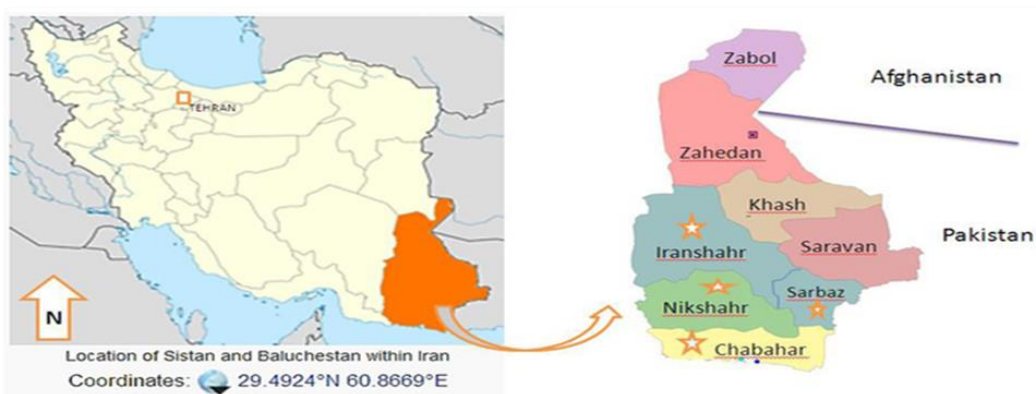 TEHRAN
N
Location of Sistan and Baluchestan within Iran
Coordinates: 29.4924°N 60.8669°E
Zabol
Afghanistan
Zahedan
Khash
Pakistan
Iranshahr
Saravan
Nikshahr
Sarbaz
Chabahar